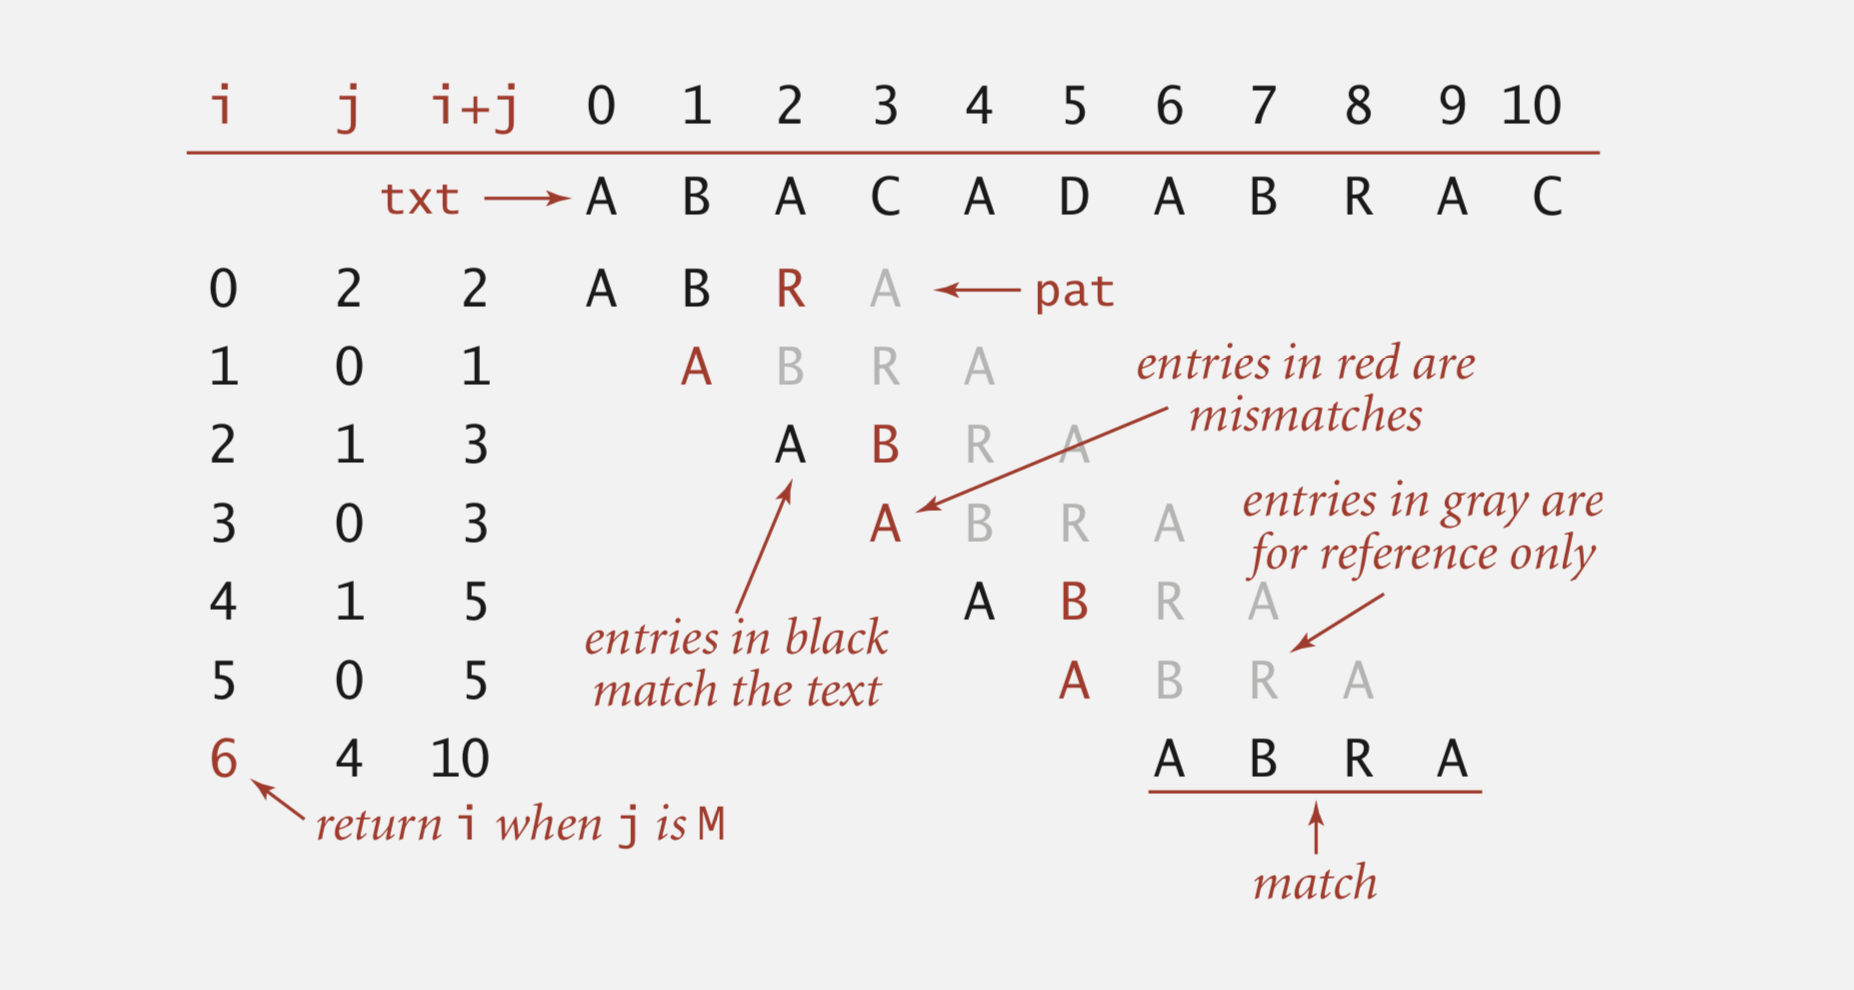 i j i+j 0 1 2 3 4 5 6 7 8 9 10
txt A B A C A D A B R A C
0 2 2 A B R A pat
1 0 1 A B R A
entries in red are
mismatches
2 1 3 A B R A
3 0 3 A B R A
entries in gray are
for reference only
4 1 5 A B R A
entries in black
match the text
5 0 5 A B R A
6 4 10 A B R A
return i when j is M
match